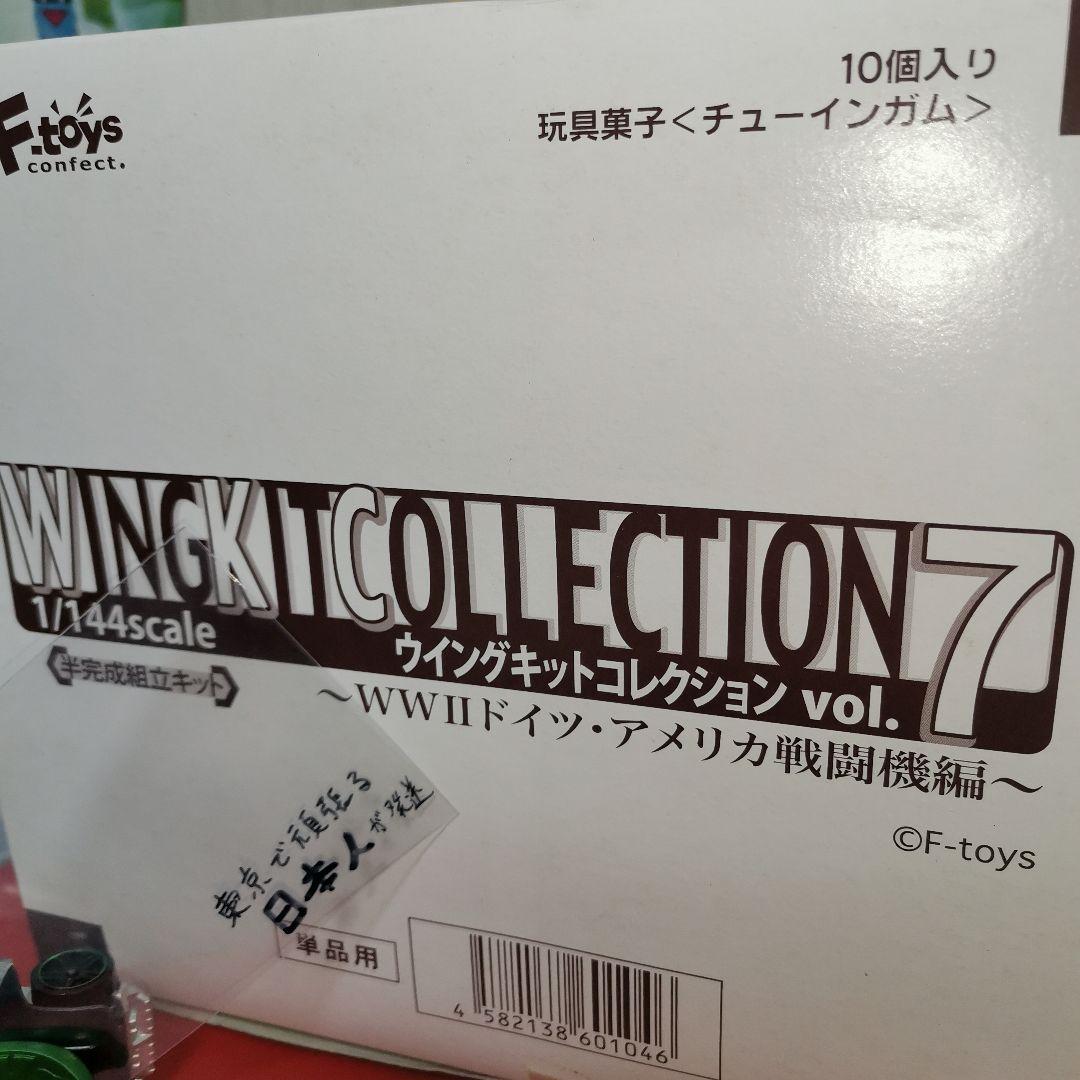 F-toys
confect.
10個入り
玩具菓子＜チューインガム＞
WINGKITCOLLECTION7
1/144scale
ウイングキットコレクション vol.
半完成組立キット
～WWIIドイツ・アメリカ戦闘機編～
©F-toys
東京で頑張る
日本人が発送
単品用
4 582138 601046